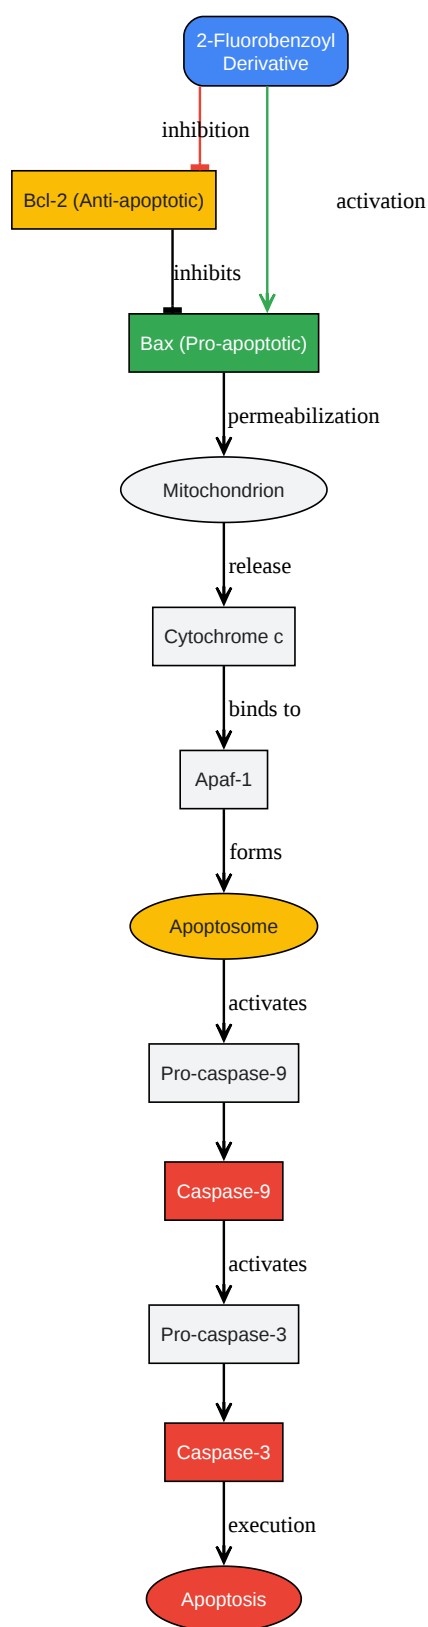 2-Fluorobenzoyl
Derivative
inhibition
Bcl-2 (Anti-apoptotic)
activation
inhibits
Bax (Pro-apoptotic)
permeabilization
Mitochondrion
release
Cytochrome c
binds to
Apaf-1
forms
Apoptosome
activates
Pro-caspase-9
Caspase-9
activates
Pro-caspase-3
Caspase-3
execution
Apoptosis